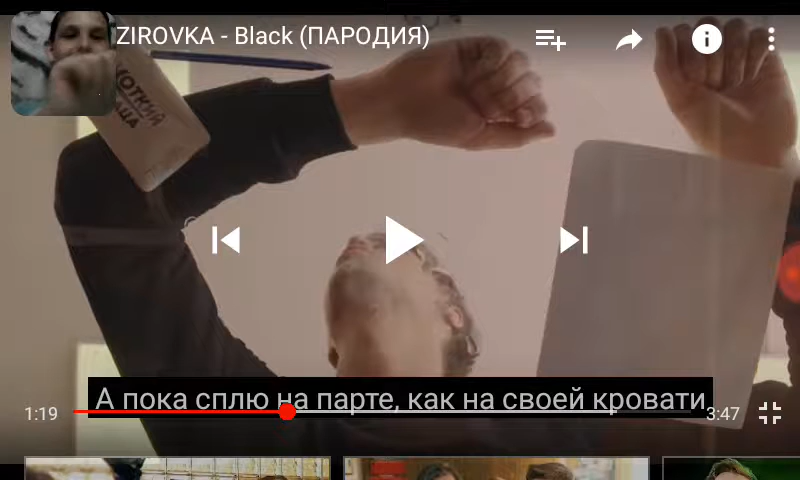 ZIROVKA - Black (ПАРОДИЯ)
А пока сплю на парте, как на своей кровати
1:19
3:47